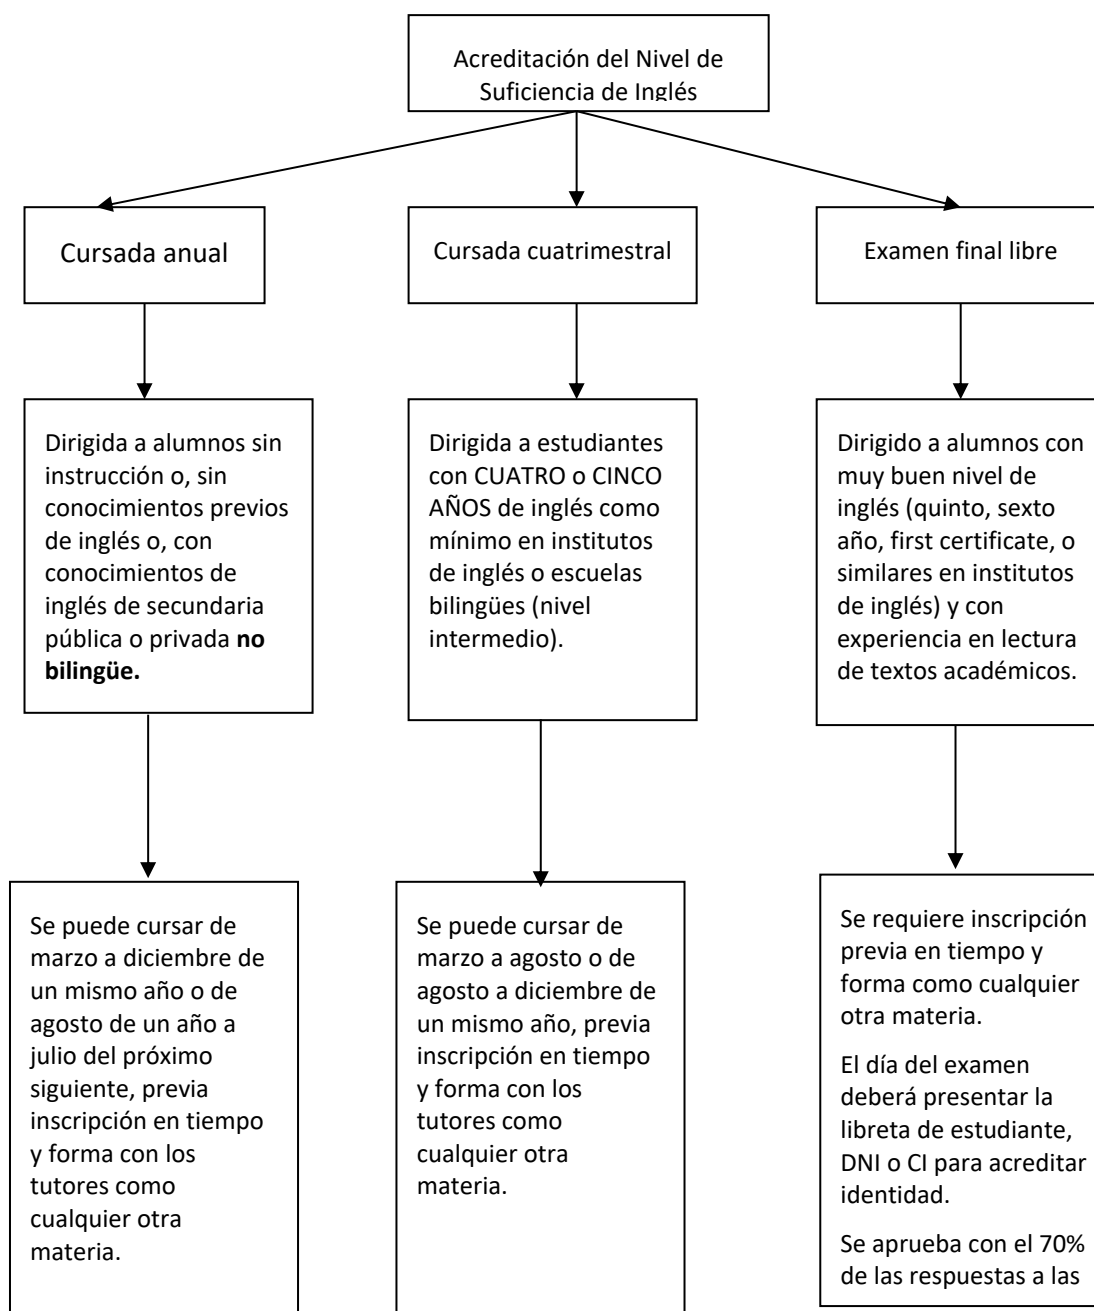 Acreditación del Nivel de
Suficiencia de Inglés
Cursada anual
Cursada cuatrimestral
Examen final libre
Dirigida a alumnos sin
instrucción o, sin
conocimientos previos
de inglés o, con
conocimientos de
inglés de secundaria
pública o privada no
bilingüe.
Dirigida a estudiantes
con CUATRO o CINCO
AÑOS de inglés como
mínimo en institutos
de inglés o escuelas
bilingües (nivel
intermedio).
Dirigido a alumnos con
muy buen nivel de
inglés (quinto, sexto
año, first certificate, o
similares en institutos
de inglés) y con
experiencia en lectura
de textos académicos.
Se puede cursar de
marzo a diciembre de
un mismo año o de
agosto de un año a
julio del próximo
siguiente, previa
inscripción en tiempo
y forma con los
tutores como
cualquier otra
materia.
Se puede cursar de
marzo a agosto o de
agosto a diciembre de
un mismo año, previa
inscripción en tiempo
y forma con los
tutores como
cualquier otra
materia.
Se requiere inscripción
previa en tiempo y
forma como cualquier
otra materia.
El día del examen
deberá presentar la
libreta de estudiante,
DNI o CI para acreditar
identidad.
Se aprueba con el 70%
de las respuestas a las